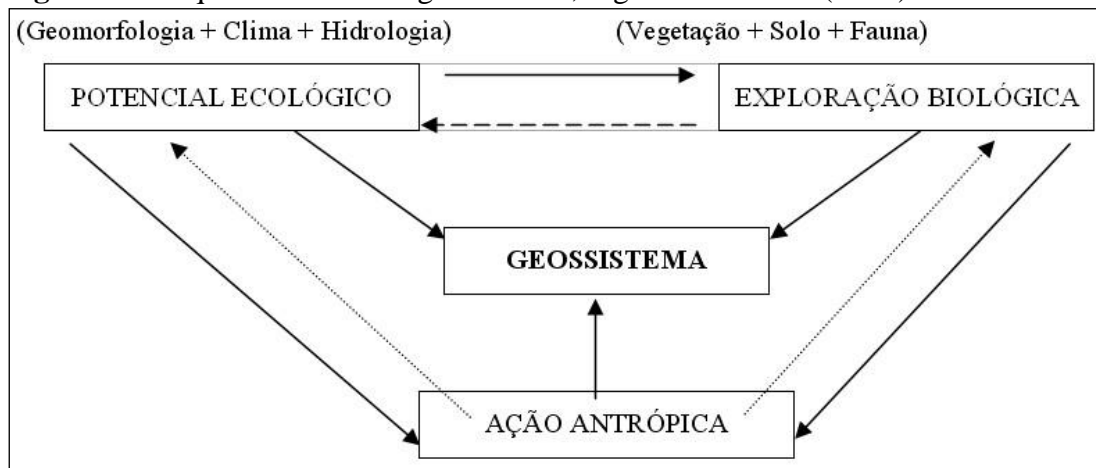 (Geomorfologia + Clima + Hidrologia)
(Vegetação + Solo + Fauna)
POTENCIAL ECOLÓGICO
EXPLORAÇÃO BIOLÓGICA
GEOSSISTEMA
AÇÃO ANTRÓPICA